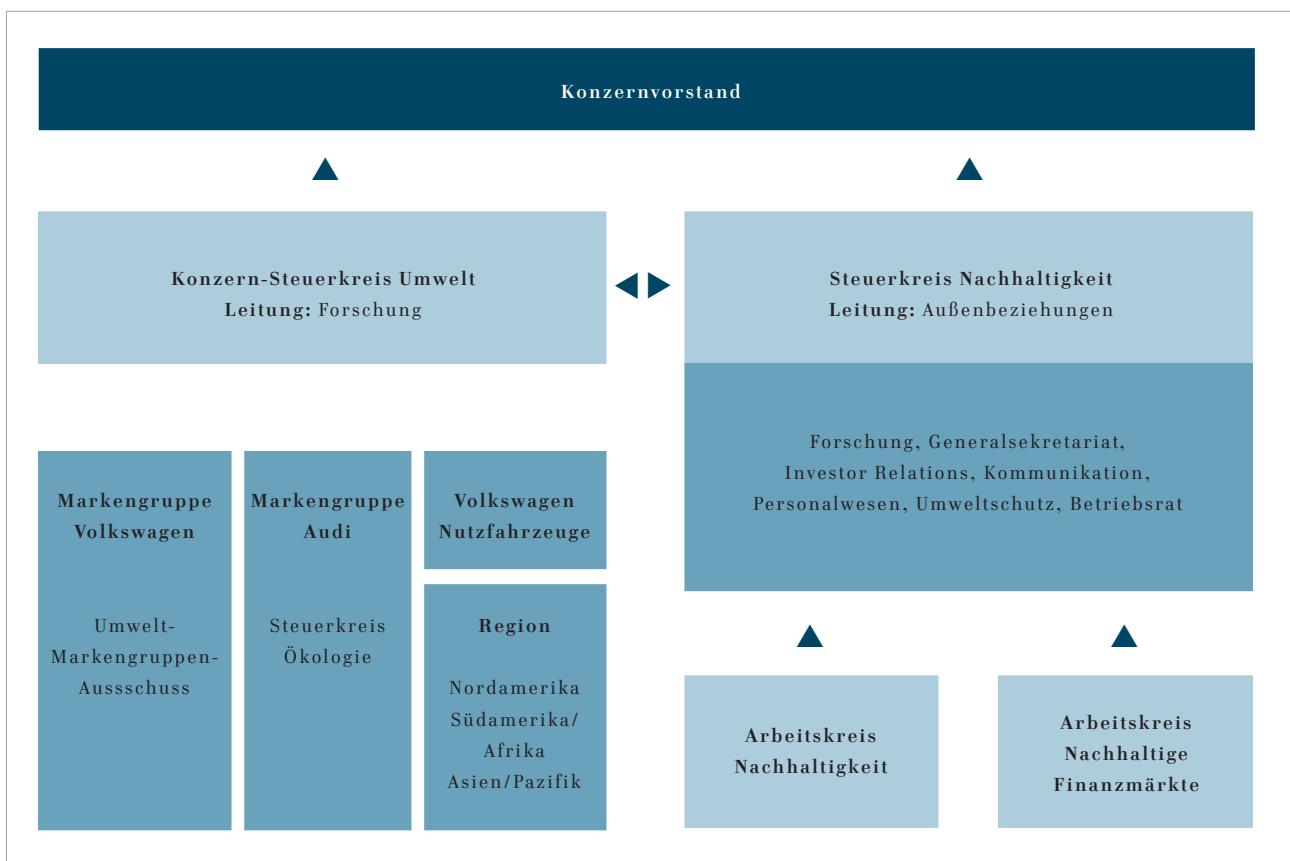 Konzernvorstand
Konzern-Steuerkreis Umwelt
Leitung: Forschung
Steuerkreis Nachhaltigkeit
Leitung: Außenbeziehungen
Forschung, Generalsekretariat,
Investor Relations, Kommunikation,
Personalwesen, Umweltschutz, Betriebsrat
Markengruppe
Volkswagen
Umwelt-
Markengruppen-
Aussschuss
Markengruppe
Audi
Steuerkreis
Ökologie
Volkswagen
Nutzfahrzeuge
Region
Nordamerika
Südamerika/
Afrika
Asien/Pazifik
Arbeitskreis
Nachhaltigkeit
Arbeitskreis
Nachhaltige
Finanzmärkte